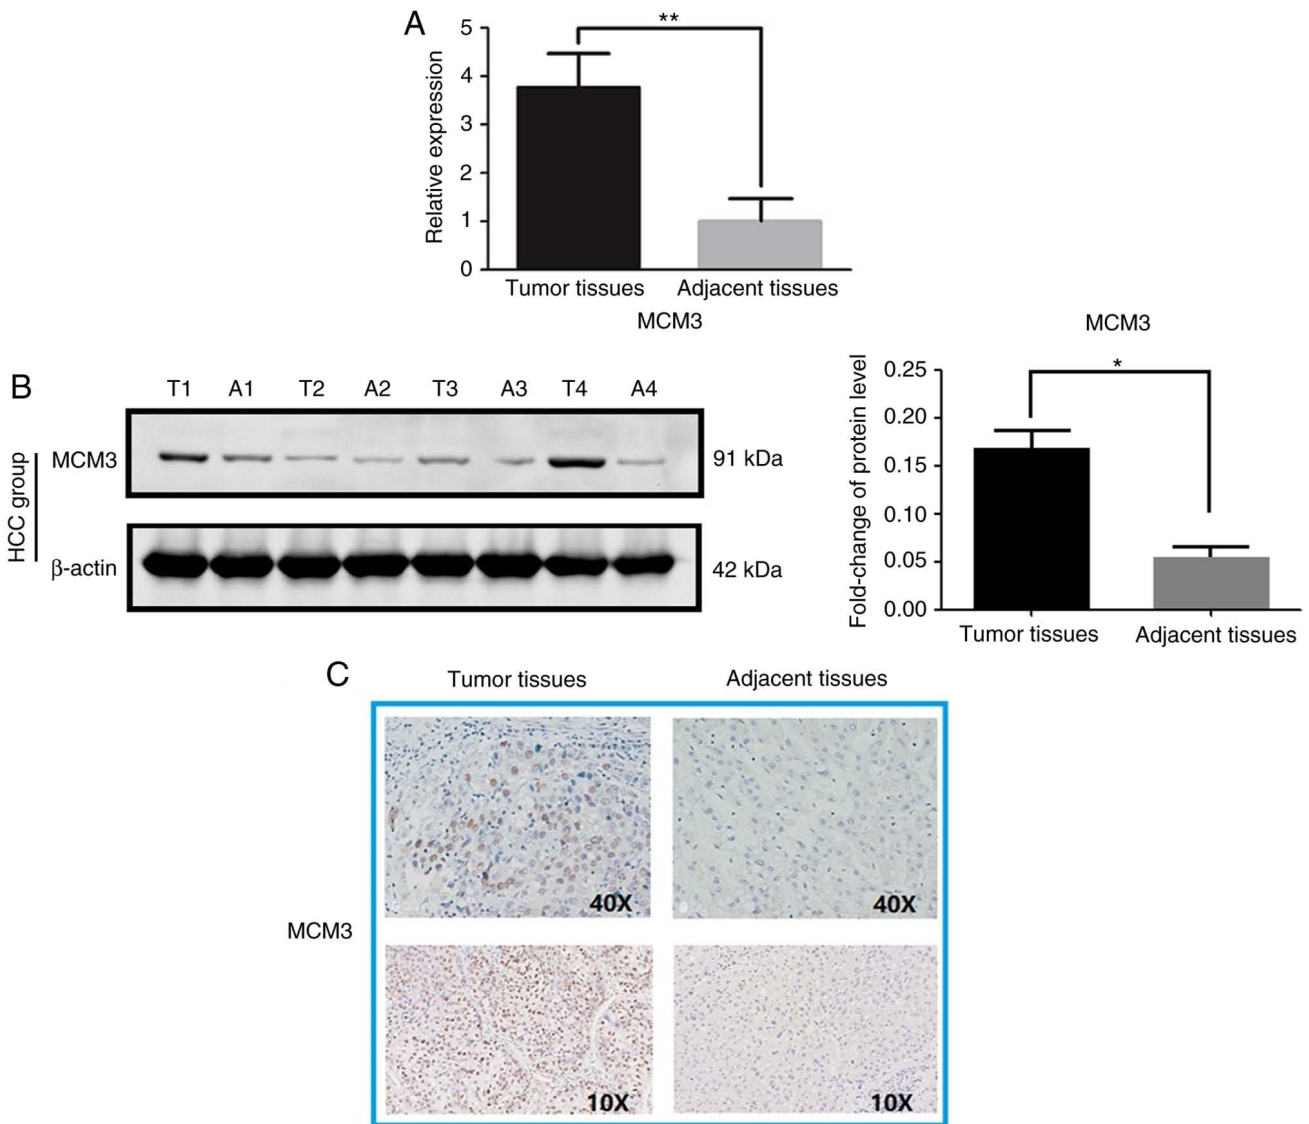 A
**
5
4
3
2
1
0
Relative expression
Tumor tissues Adjacent tissues
MCM3
B
T1 A1 T2 A2 T3 A3 T4 A4
HCC group
MCM3 91 kDa
β-actin 42 kDa
MCM3
*
0.25
0.20
0.15
0.10
0.05
0.00
Fold-change of protein level
Tumor tissues Adjacent tissues
C
Tumor tissues Adjacent tissues
MCM3
40X 40X
10X 10X